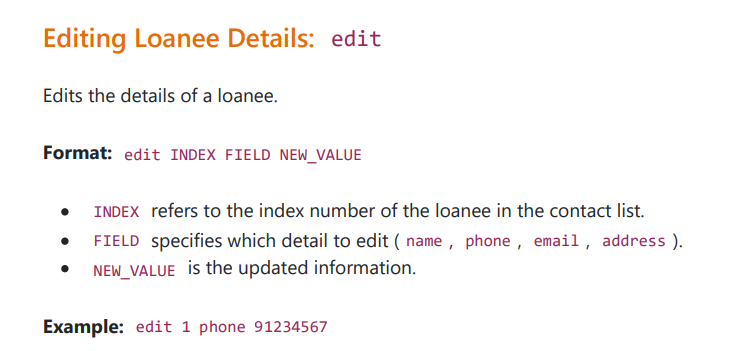 Editing Loanee Details: edit
Edits the details of a loanee.
Format: edit INDEX FIELD NEW_VALUE
• INDEX refers to the index number of the loanee in the contact list.
• FIELD specifies which detail to edit ( name , phone , email , address ).
• NEW_VALUE is the updated information.
Example: edit 1 phone 91234567